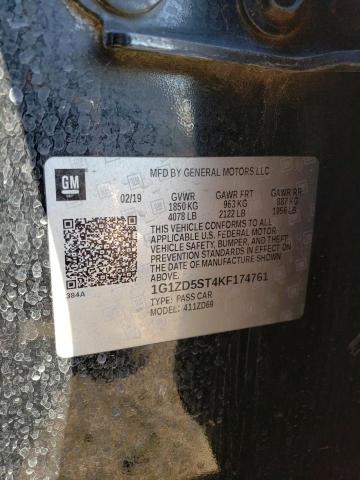 MFD BY GENERAL MOTORS LLC
GM
02/19 GVWR GAWR FRT GAWR RR
1850 KG 963 KG 887 KG
4078 LB 2122 LB 1956 LB
THIS VEHICLE CONFORMS TO ALL
APPLICABLE U.S. FEDERAL MOTOR
VEHICLE SAFETY, BUMPER, AND THEFT
PREVENTION STANDARDS IN EFFECT
ON THE DATE OF MANUFACTURE SHOWN
ABOVE.
384A
1G1ZD5ST4KF174761
TYPE: PASS CAR
MODEL: 411ZD69